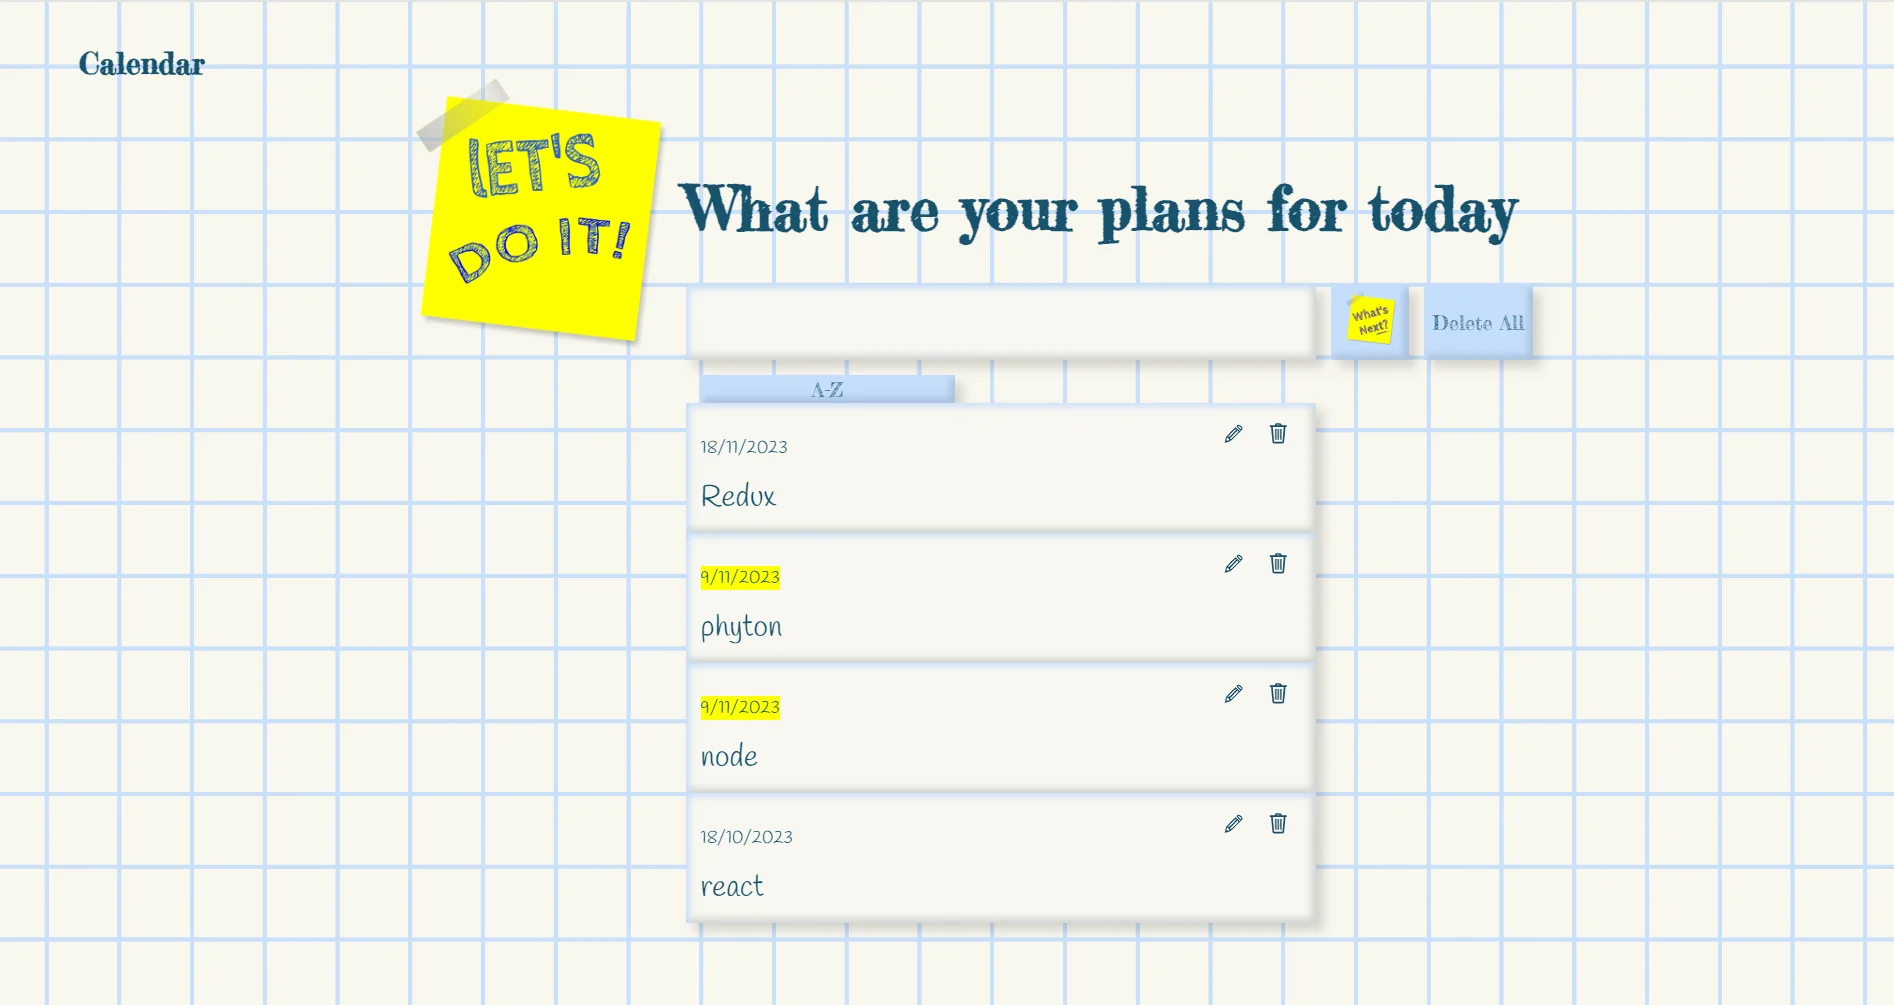 Calendar
LET'S
DO IT!
What are your plans for today
What's
Next?
Delete All
A-Z
18/11/2023
Redux
9/11/2023
phyton
9/11/2023
node
18/10/2023
react